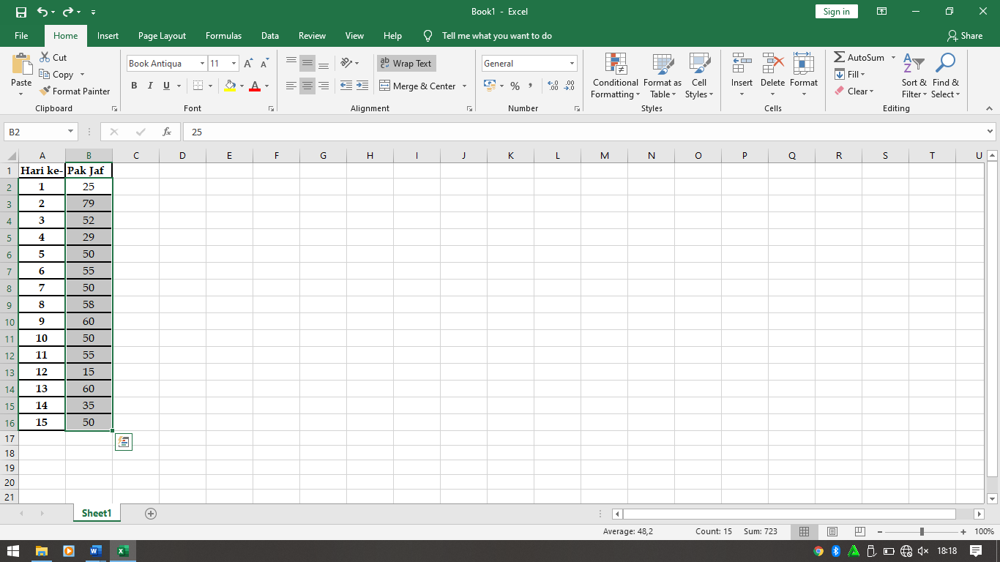 Book1 - Excel
Sign in
File Home Insert Page Layout Formulas Data Review View Help Tell me what you want to do Share
Paste
Cut
Copy
Format Painter
Clipboard
Book Antiqua 11 A A
B I U A
Font
ab Wrap Text
Merge & Center
Alignment
General
% , ,00 ,0
Number
Conditional Formatting
Format as Table
Cell Styles
Styles
Insert Delete Format
Cells
AutoSum
Fill
Clear
Sort & Filter
Find & Select
Editing
B2 fx 25
A B C D E F G H I J K L M N O P Q R S T U
1 Hari ke- Pak Jaf
2 1 25
3 2 79
4 3 52
5 4 29
6 5 50
7 6 55
8 7 50
9 8 58
10 9 60
11 10 50
12 11 55
13 12 15
14 13 60
15 14 35
16 15 50
17
18
19
20
21
Sheet1
Average: 48,2 Count: 15 Sum: 723 100%
18:18